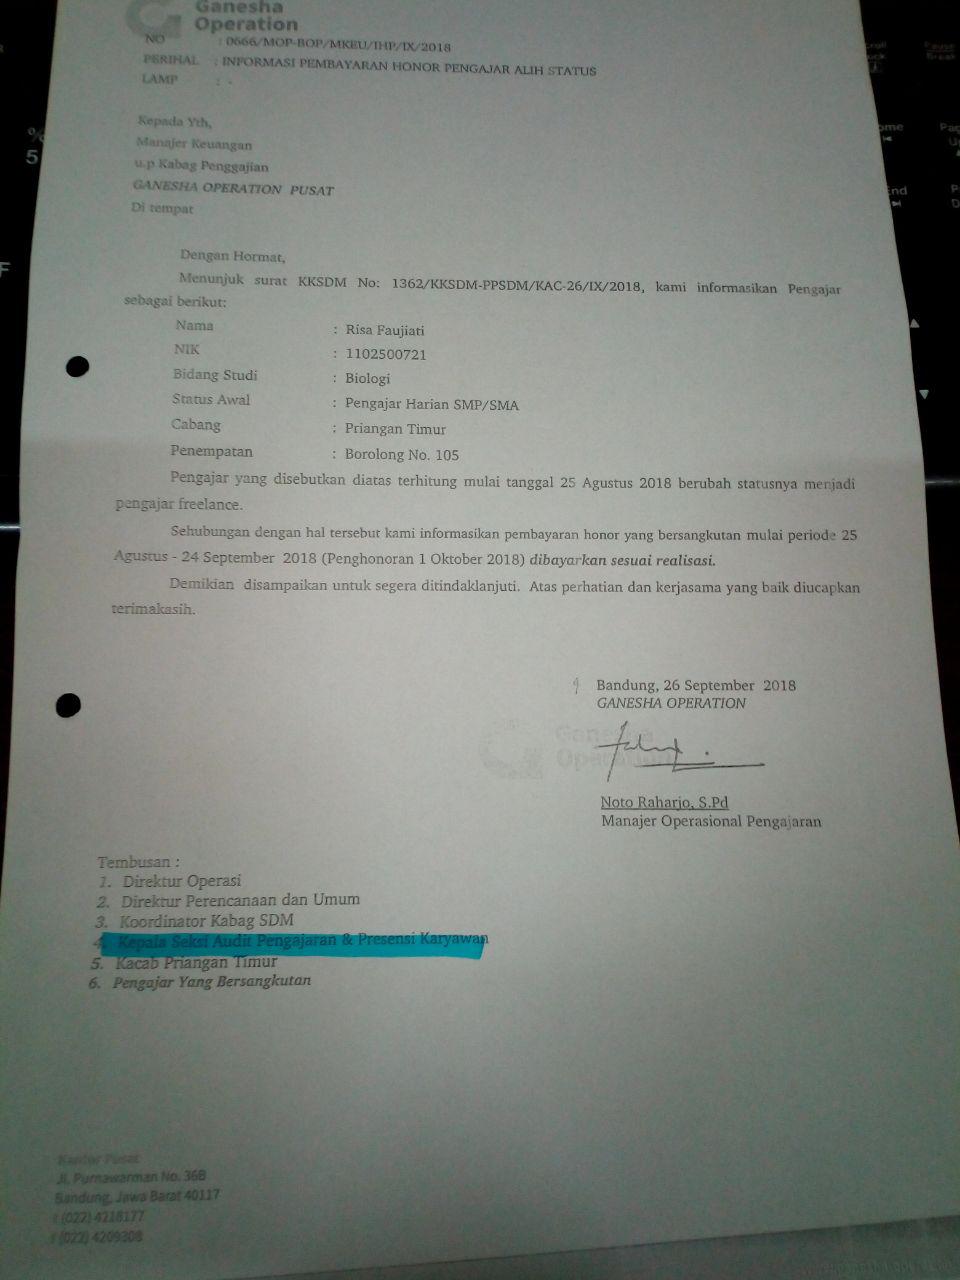 Ganesha
Operation
NO : 0666/MOP-BOP/MKEU/IHP/IX/2018
PERIHAL : INFORMASI PEMBAYARAN HONOR PENGAJAR ALIH STATUS
LAMP : -
Kepada Yth,
Manajer Keuangan
u.p Kabag Penggajian
GANESHA OPERATION PUSAT
Di tempat
Dengan Hormat,
Menunjuk surat KKSDM No: 1362/KKSDM-PPSDM/KAC-26/IX/2018, kami informasikan Pengajar
sebagai berikut:
Nama : Risa Faujiati
NIK : 1102500721
Bidang Studi : Biologi
Status Awal : Pengajar Harian SMP/SMA
Cabang : Priangan Timur
Penempatan : Borolong No. 105
Pengajar yang disebutkan diatas terhitung mulai tanggal 25 Agustus 2018 berubah statusnya menjadi
pengajar freelance.
Sehubungan dengan hal tersebut kami informasikan pembayaran honor yang bersangkutan mulai periode 25
Agustus - 24 September 2018 (Penghonoran 1 Oktober 2018) dibayarkan sesuai realisasi.
Demikian disampaikan untuk segera ditindaklanjuti. Atas perhatian dan kerjasama yang baik diucapkan
terimakasih.
Bandung, 26 September 2018
GANESHA OPERATION
Ganesha
Operation
Noto Raharjo, S.Pd
Manajer Operasional Pengajaran
Tembusan :
1. Direktur Operasi
2. Direktur Perencanaan dan Umum
3. Koordinator Kabag SDM
4. Kepala Seksi Audit Pengajaran & Presensi Karyawan
5. Kacab Priangan Timur
6. Pengajar Yang Bersangkutan
Kantor Pusat
Jl. Purnawarman No. 36B
Bandung, Jawa Barat 40117
t (022) 4218177
f (022) 4209308
% 5
F
Pause
Break
End